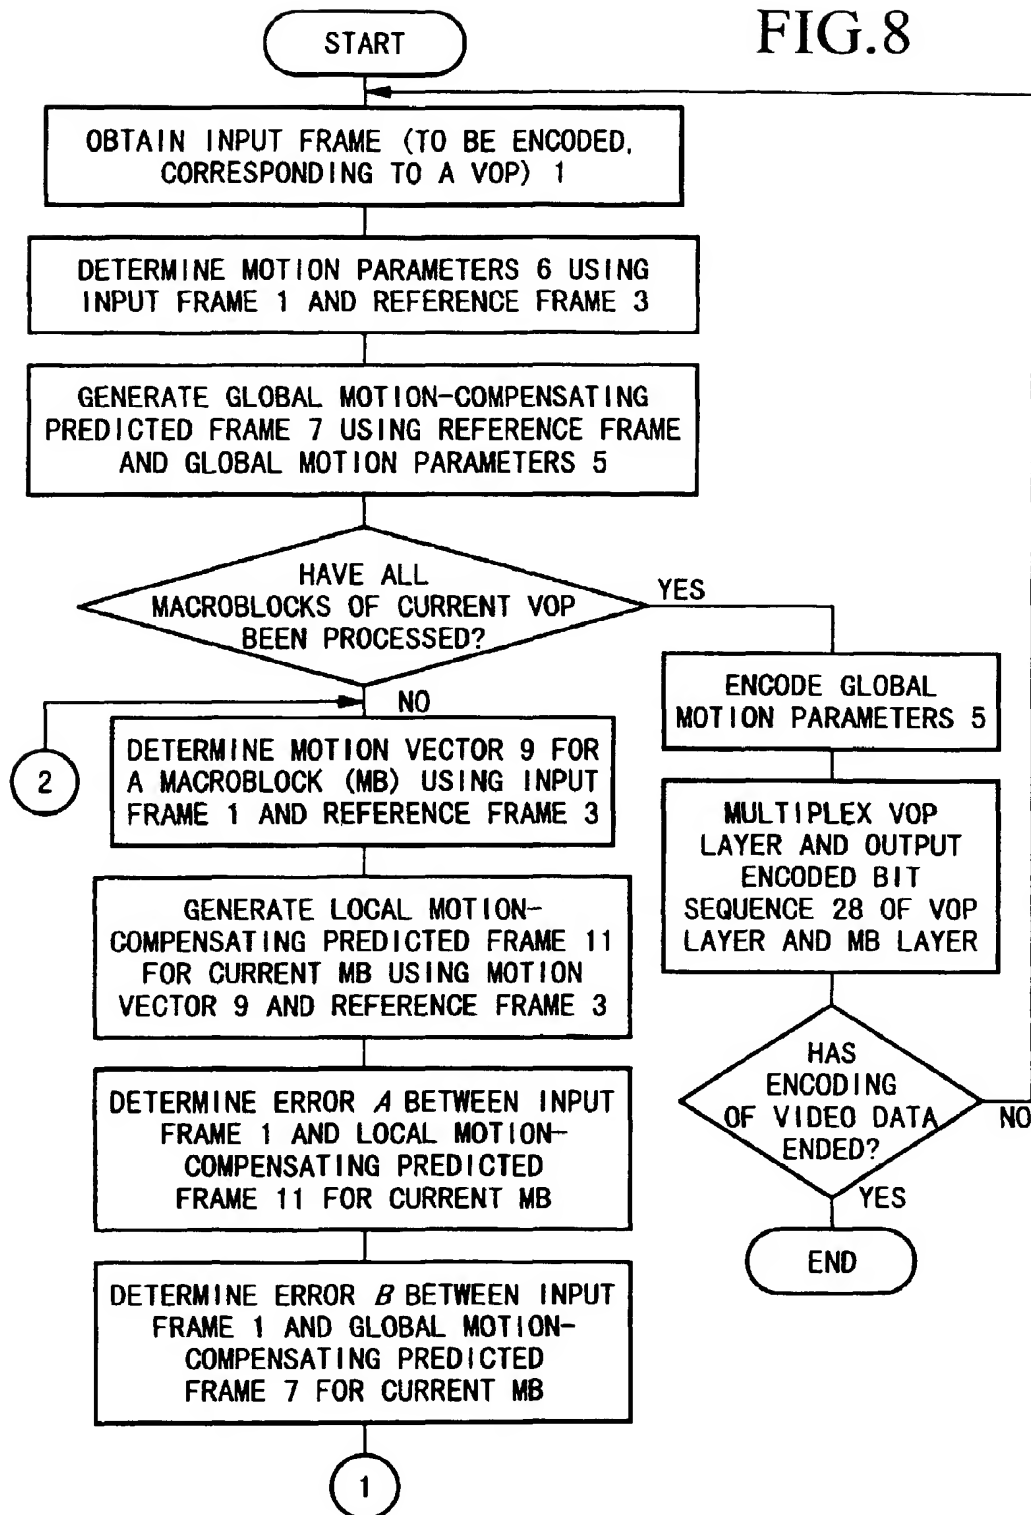 FIG.8
START
OBTAIN INPUT FRAME (TO BE ENCODED,
CORRESPONDING TO A VOP) 1
DETERMINE MOTION PARAMETERS 6 USING
INPUT FRAME 1 AND REFERENCE FRAME 3
GENERATE GLOBAL MOTION-COMPENSATING
PREDICTED FRAME 7 USING REFERENCE FRAME
AND GLOBAL MOTION PARAMETERS 5
HAVE ALL
MACROBLOCKS OF CURRENT VOP
BEEN PROCESSED?
YES
NO
2
DETERMINE MOTION VECTOR 9 FOR
A MACROBLOCK (MB) USING INPUT
FRAME 1 AND REFERENCE FRAME 3
GENERATE LOCAL MOTION-
COMPENSATING PREDICTED FRAME 11
FOR CURRENT MB USING MOTION
VECTOR 9 AND REFERENCE FRAME 3
DETERMINE ERROR A BETWEEN INPUT
FRAME 1 AND LOCAL MOTION-
COMPENSATING PREDICTED
FRAME 11 FOR CURRENT MB
DETERMINE ERROR B BETWEEN INPUT
FRAME 1 AND GLOBAL MOTION-
COMPENSATING PREDICTED
FRAME 7 FOR CURRENT MB
1
ENCODE GLOBAL
MOTION PARAMETERS 5
MULTIPLEX VOP
LAYER AND OUTPUT
ENCODED BIT
SEQUENCE 28 OF VOP
LAYER AND MB LAYER
HAS
ENCODING
OF VIDEO DATA
ENDED?
NO
YES
END